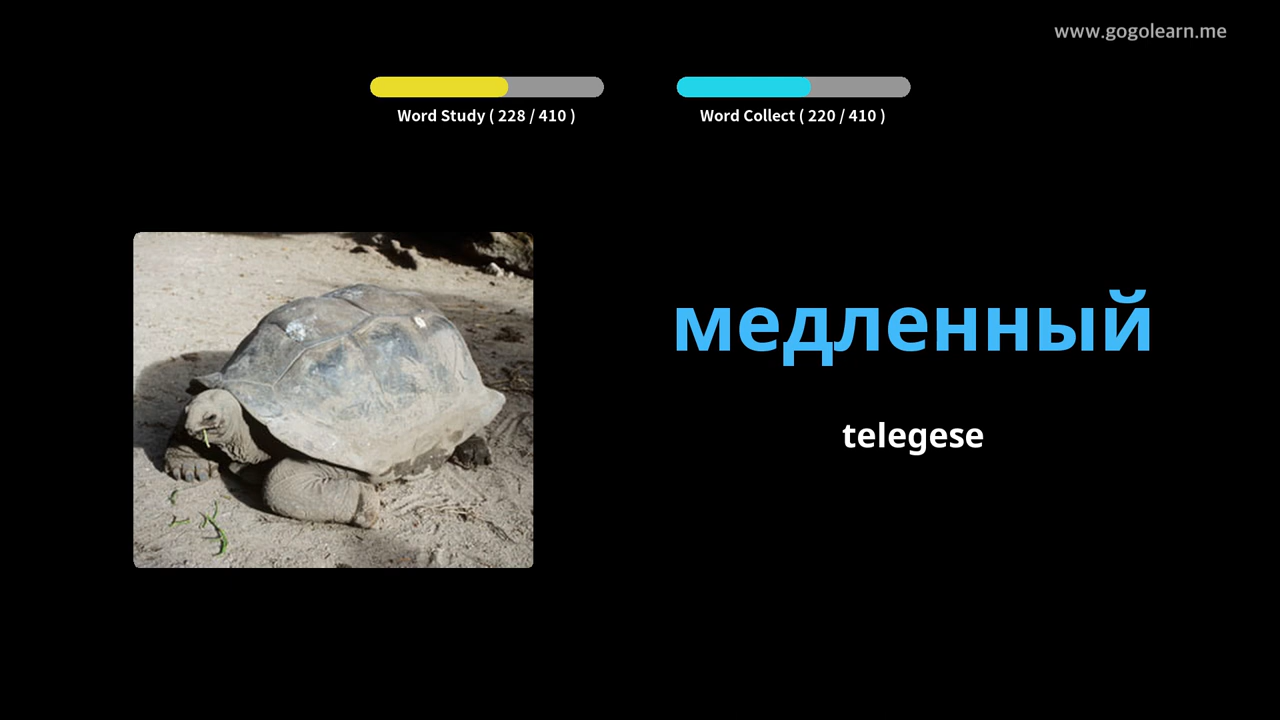 www.gogolearn.me
Word Study ( 228 / 410 )
Word Collect ( 220 / 410 )
медленный
telegese